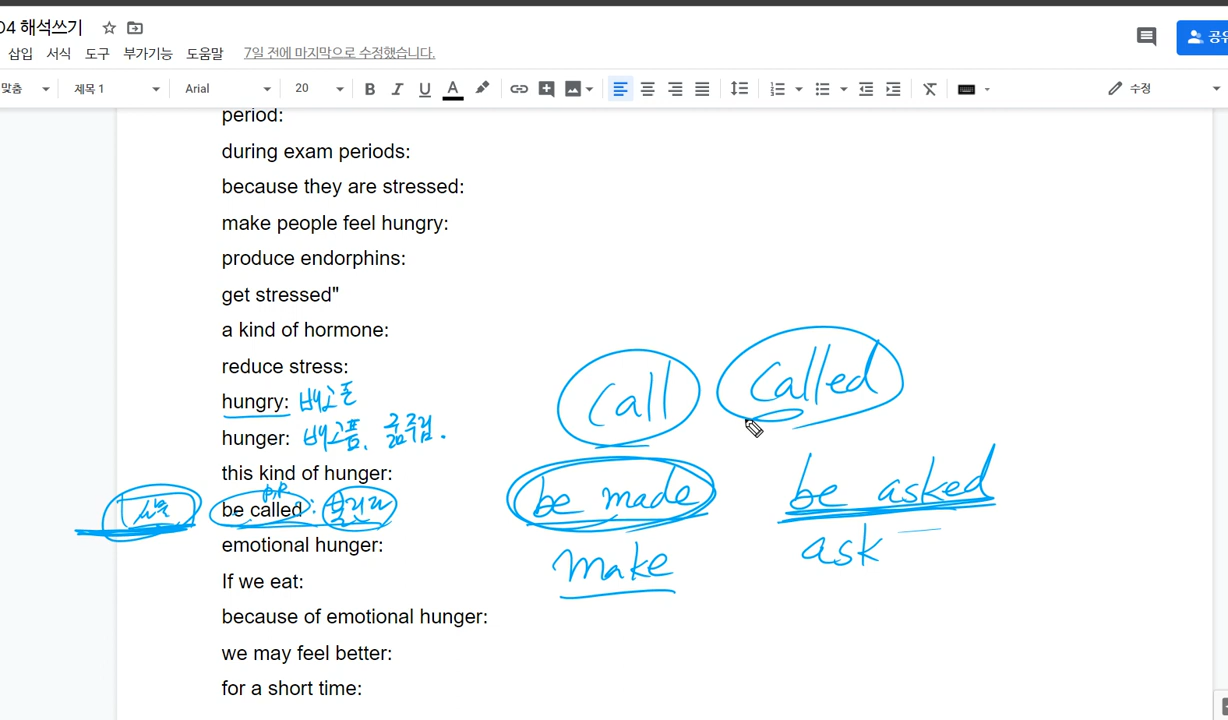 04 해석쓰기
삽입 서식 도구 부가기능 도움말 7일 전에 마지막으로 수정했습니다.
공유
맞춤 제목 1 Arial 20 B I U A 수정
period:
during exam periods:
because they are stressed:
make people feel hungry:
produce endorphins:
get stressed"
a kind of hormone:
reduce stress:
call called
hungry: 배고픈
hunger: 배고픔, 굶주림.
this kind of hunger:
p.p
be called: 불린다
be made be asked
emotional hunger:
make ask
If we eat:
because of emotional hunger:
we may feel better:
for a short time: